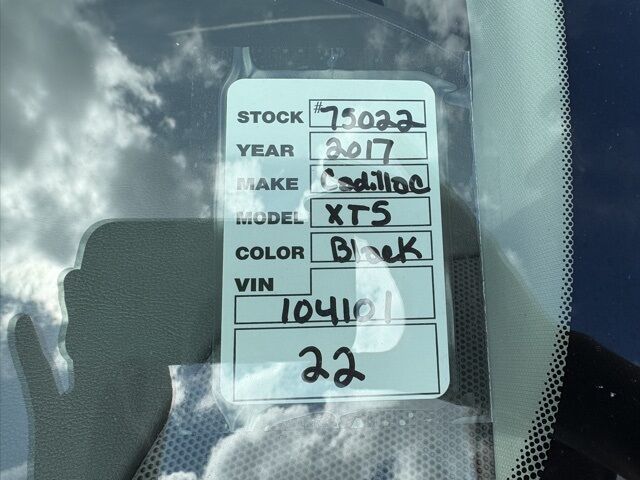 STOCK #75022
YEAR 2017
MAKE Cadillac
MODEL XTS
COLOR Black
VIN
104101
22